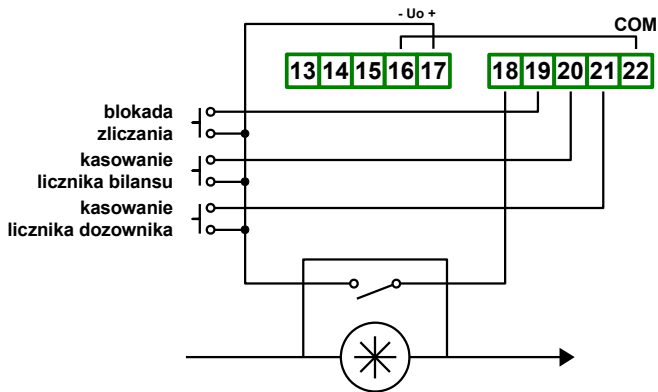 - Uo +
COM
13 14 15 16 17
18 19 20 21 22
blokada
zliczania
kasowanie
licznika bilansu
kasowanie
licznika dozownika